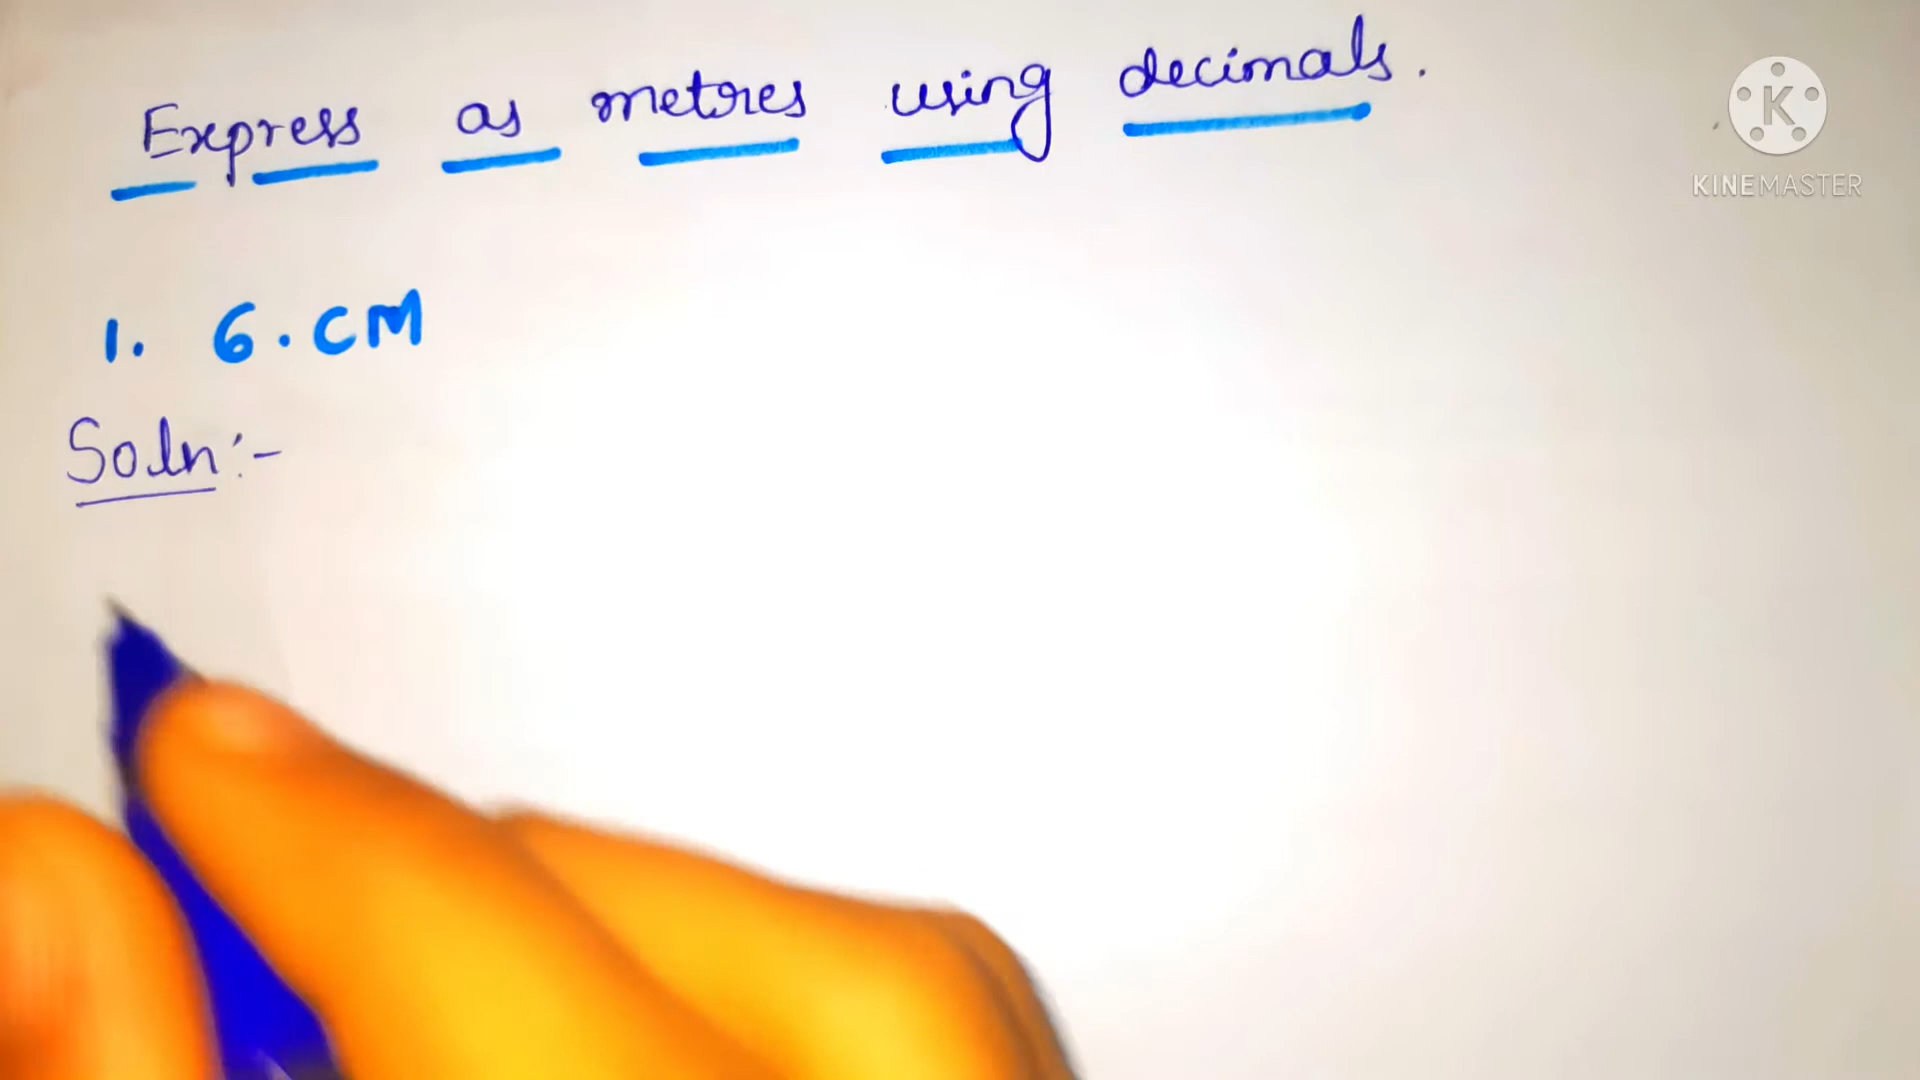 Express as metres using decimals.
K
KINEMASTER
1. 6.CM
Soln:-